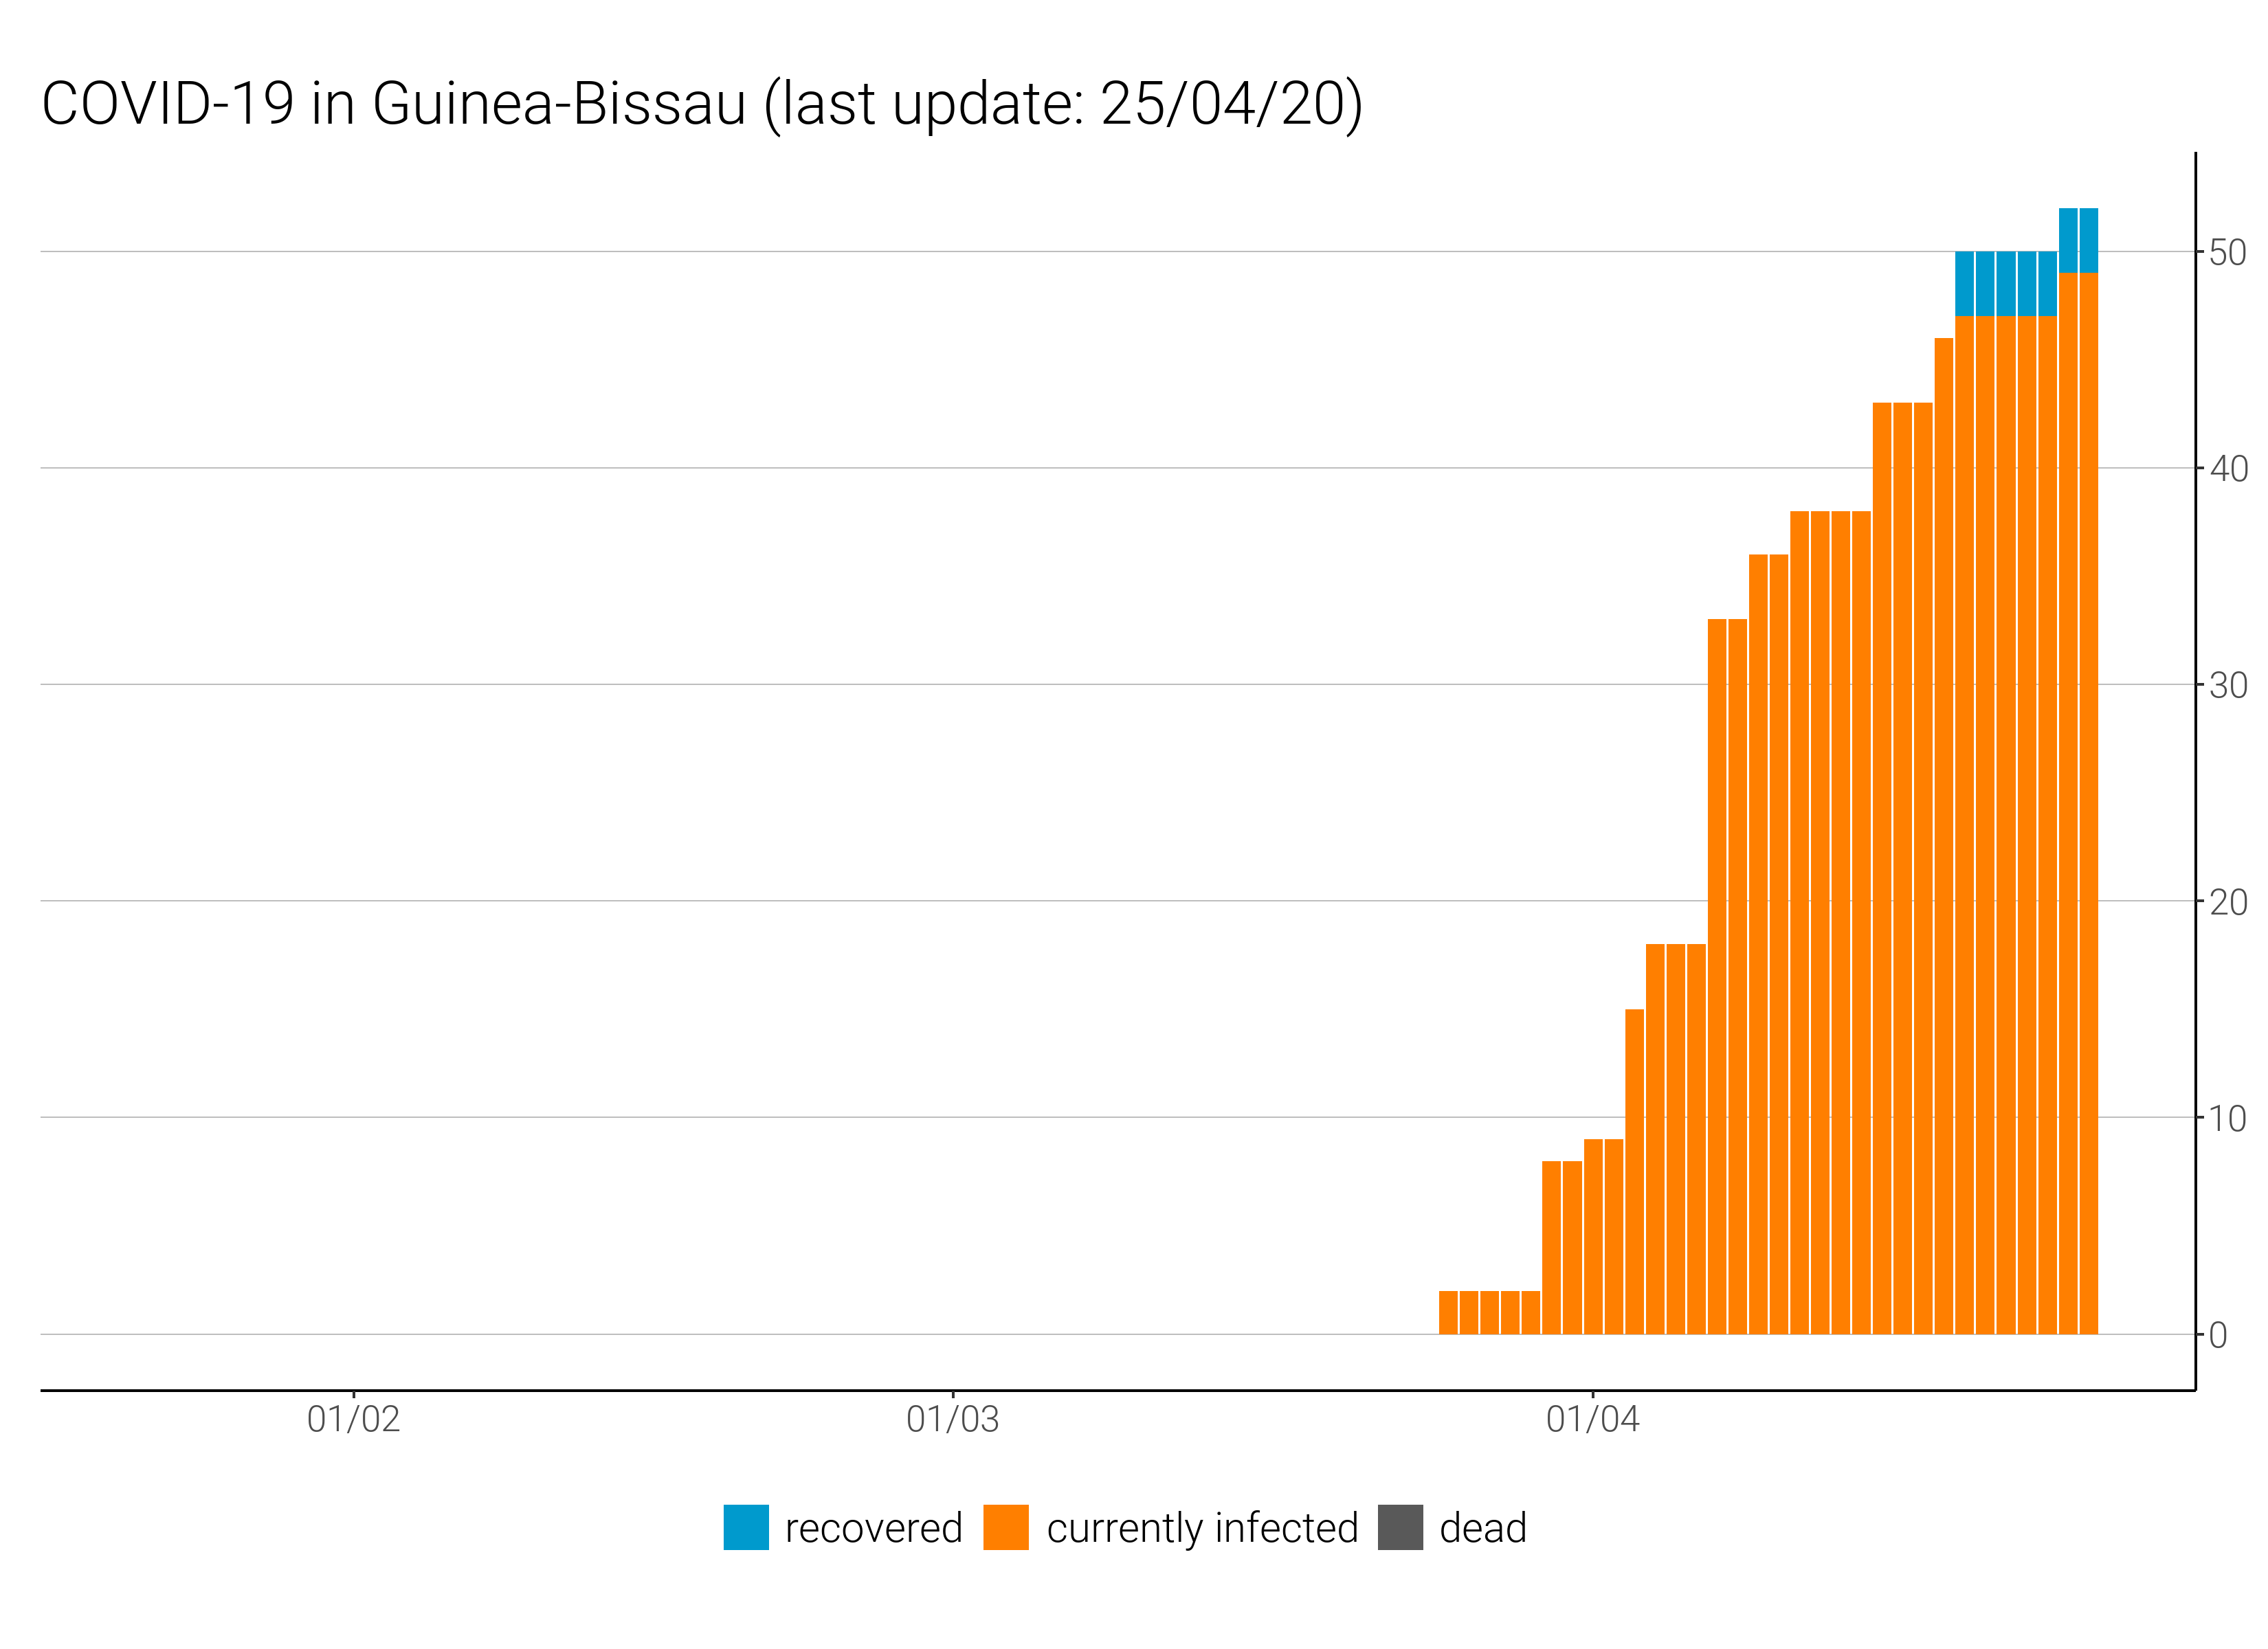 COVID-19 in Guinea-Bissau (last update: 25/04/20)
50
40
30
20
10
0
01/02 01/03 01/04
recovered currently infected dead